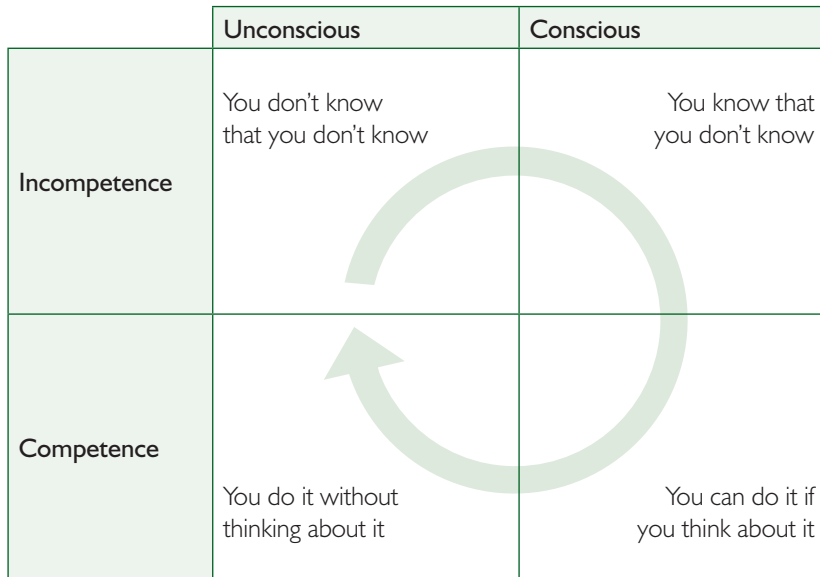 Unconscious
Conscious
Incompetence
You don’t know
that you don’t know
You know that
you don’t know
Competence
You do it without
thinking about it
You can do it if
you think about it